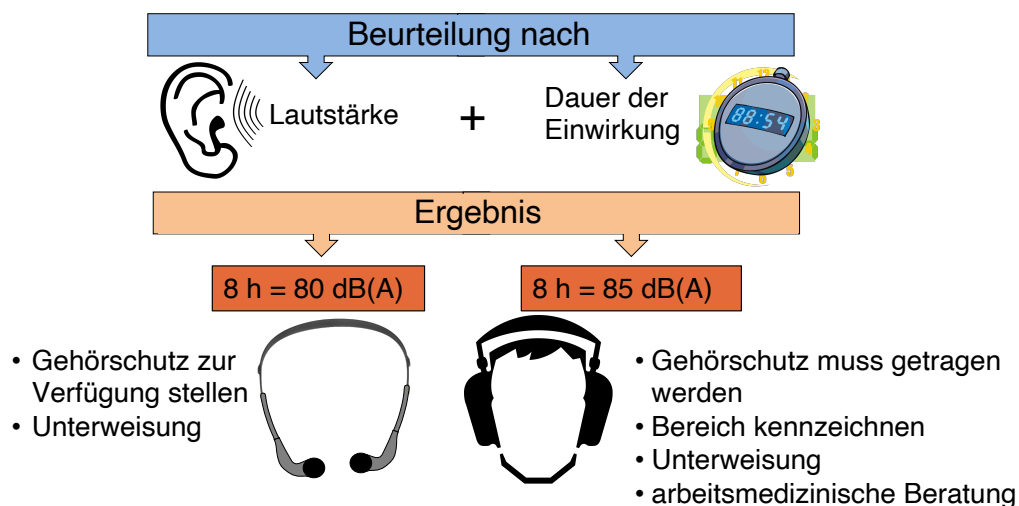 Beurteilung nach
Lautstärke
+
Dauer der
Einwirkung
88:54
Ergebnis
8 h = 80 dB(A)
8 h = 85 dB(A)
• Gehörschutz zur
Verfügung stellen
• Unterweisung
• Gehörschutz muss getragen
werden
• Bereich kennzeichnen
• Unterweisung
• arbeitsmedizinische Beratung